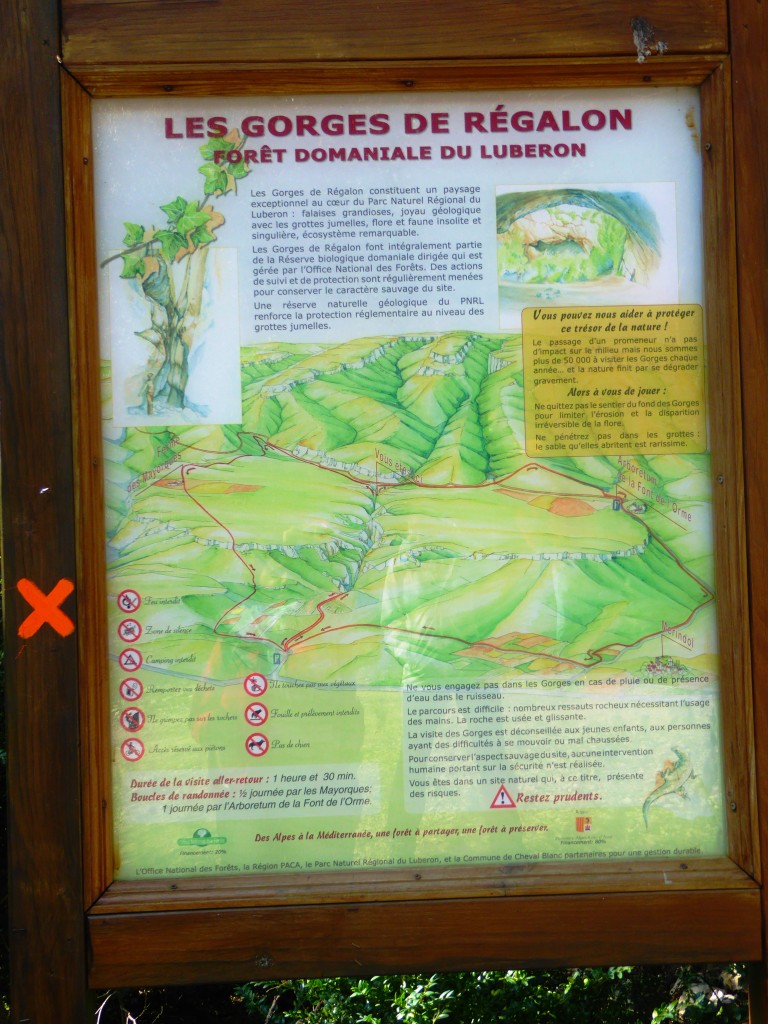 LES GORGES DE RÉGALON
FORÊT DOMANIALE DU LUBERON
Les Gorges de Régalon constituent un paysage
exceptionnel au cœur du Parc Naturel Régional du
Luberon : falaises grandioses, joyau géologique
avec les grottes jumelles, flore et faune insolite et
singulière, écosystème remarquable.
Les Gorges de Régalon font intégralement partie
de la Réserve biologique domaniale dirigée qui est
gérée par l'Office National des Forêts. Des actions
de suivi et de protection sont régulièrement menées
pour conserver le caractère sauvage du site.
Une réserve naturelle géologique du PNRL
renforce la protection réglementaire au niveau des
grottes jumelles.
Vous pouvez nous aider à protéger
ce trésor de la nature !
Le passage d'un promeneur n'a pas
d'impact sur le milieu mais nous sommes
plus de 50 000 à visiter les Gorges chaque
année... et la nature finit par se dégrader
gravement.
Alors à vous de jouer :
Ne quittez pas le sentier du fond des Gorges
pour limiter l'érosion et la disparition
irréversible de la flore.
Ne pénétrez pas dans les grottes :
le sable qu'elles abritent est rarissime.
Ferme
des Mayorques
Vous êtes ici
Arboretum
de la Font de l'Orme
Mérindol
Feu interdit
Zone de silence
Camping interdit
Remportez vos déchets
Ne grimpez pas sur les rochers
Accès réservé aux piétons
Ne touchez pas aux végétaux
Fouille et prélèvement interdits
Pas de chien
Ne vous engagez pas dans les Gorges en cas de pluie ou de présence
d'eau dans le ruisseau.
Le parcours est difficile : nombreux ressauts rocheux nécessitant l'usage
des mains. La roche est usée et glissante.
La visite des Gorges est déconseillée aux jeunes enfants, aux personnes
ayant des difficultés à se mouvoir ou mal chaussées.
Pour conserver l'aspect sauvage du site, aucune intervention
humaine portant sur la sécurité n'est réalisée.
Vous êtes dans un site naturel qui, à ce titre, présente
des risques.
Restez prudents.
Durée de la visite aller-retour : 1 heure et 30 min.
Boucles de randonnée : ½ journée par les Mayorques;
1 journée par l'Arboretum de la Font de l'Orme.
Des Alpes à la Méditerranée, une forêt à partager, une forêt à préserver.
L'Office National des Forêts, la Région PACA, le Parc Naturel Régional du Luberon, et la Commune de Cheval Blanc partenaires pour une gestion durable.